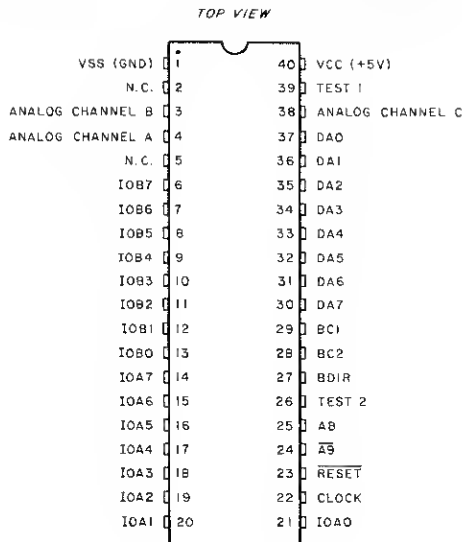 TOP VIEW
VSS (GND) 1 40 VCC (+5V)
N.C. 2 39 TEST 1
ANALOG CHANNEL B 3 38 ANALOG CHANNEL C
ANALOG CHANNEL A 4 37 DA0
N.C. 5 36 DA1
IOB7 6 35 DA2
IOB6 7 34 DA3
IOB5 8 33 DA4
IOB4 9 32 DA5
IOB3 10 31 DA6
IOB2 11 30 DA7
IOB1 12 29 BC1
IOB0 13 28 BC2
IOA7 14 27 BDIR
IOA6 15 26 TEST 2
IOA5 16 25 A8
IOA4 17 24 A̅9̅
IOA3 18 23 R̅E̅S̅E̅T̅
IOA2 19 22 CLOCK
IOA1 20 21 IOA0